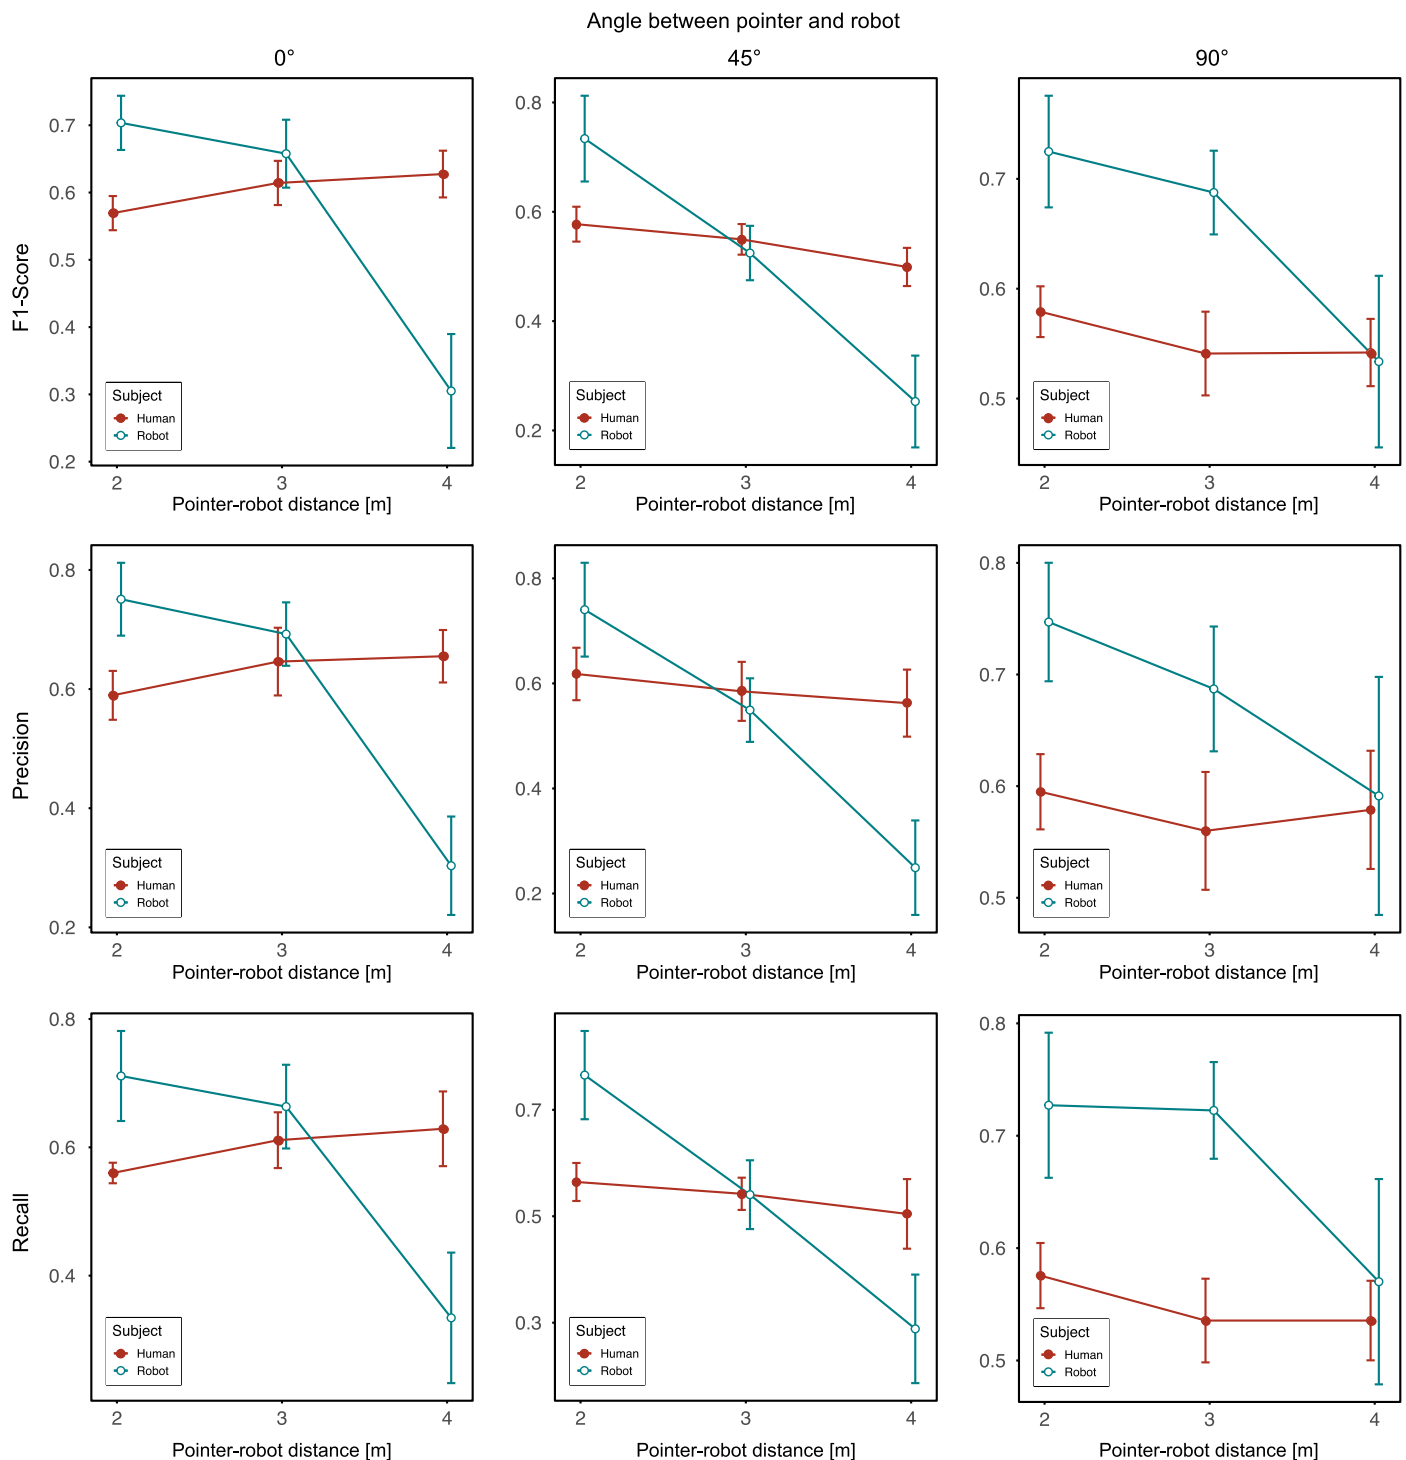 Angle between pointer and robot
0°
45°
90°
F1-Score
0.7
0.6
0.5
0.4
0.3
0.2
Subject
Human
Robot
2
3
4
Pointer-robot distance [m]
0.8
0.6
0.4
0.2
Subject
Human
Robot
2
3
4
Pointer-robot distance [m]
0.7
0.6
0.5
Subject
Human
Robot
2
3
4
Pointer-robot distance [m]
Precision
0.8
0.6
0.4
0.2
Subject
Human
Robot
2
3
4
Pointer-robot distance [m]
0.8
0.6
0.4
0.2
Subject
Human
Robot
2
3
4
Pointer-robot distance [m]
0.8
0.7
0.6
0.5
Subject
Human
Robot
2
3
4
Pointer-robot distance [m]
Recall
0.8
0.6
0.4
Subject
Human
Robot
2
3
4
Pointer-robot distance [m]
0.7
0.5
0.3
Subject
Human
Robot
2
3
4
Pointer-robot distance [m]
0.8
0.7
0.6
0.5
Subject
Human
Robot
2
3
4
Pointer-robot distance [m]